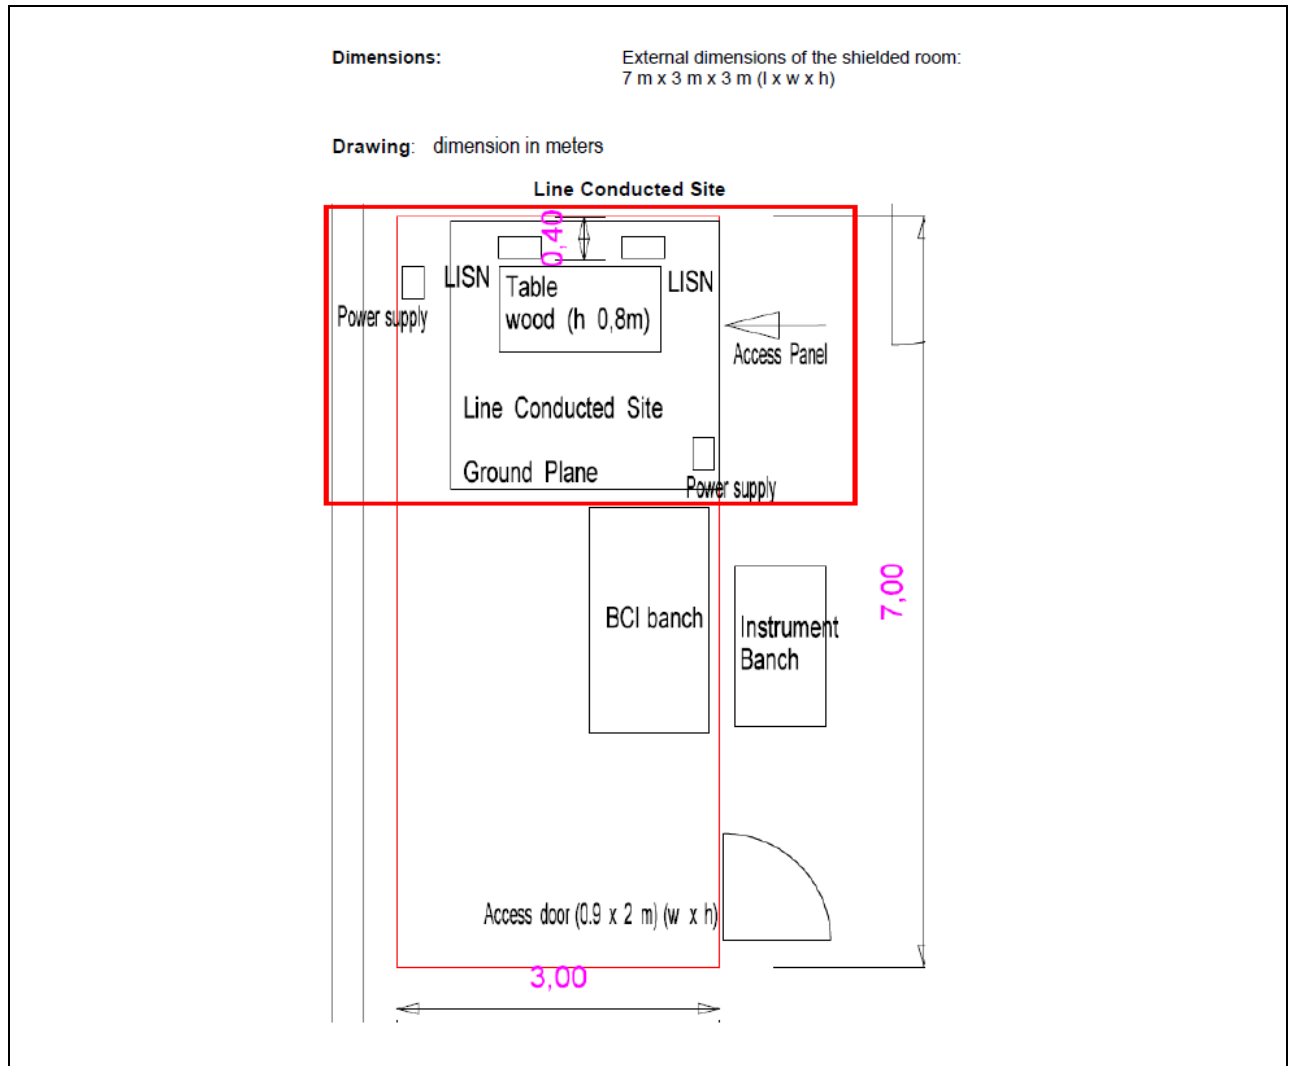 Dimensions: External dimensions of the shielded room:
7 m x 3 m x 3 m (l x w x h)
Drawing: dimension in meters
Line Conducted Site
0,40
LISN
Table
LISN
Power supply
wood (h 0,8m)
Access Panel
Line Conducted Site
Ground Plane
Power supply
7,00
BCI banch
Instrument
Banch
Access door (0.9 x 2 m) (w x h)
3,00